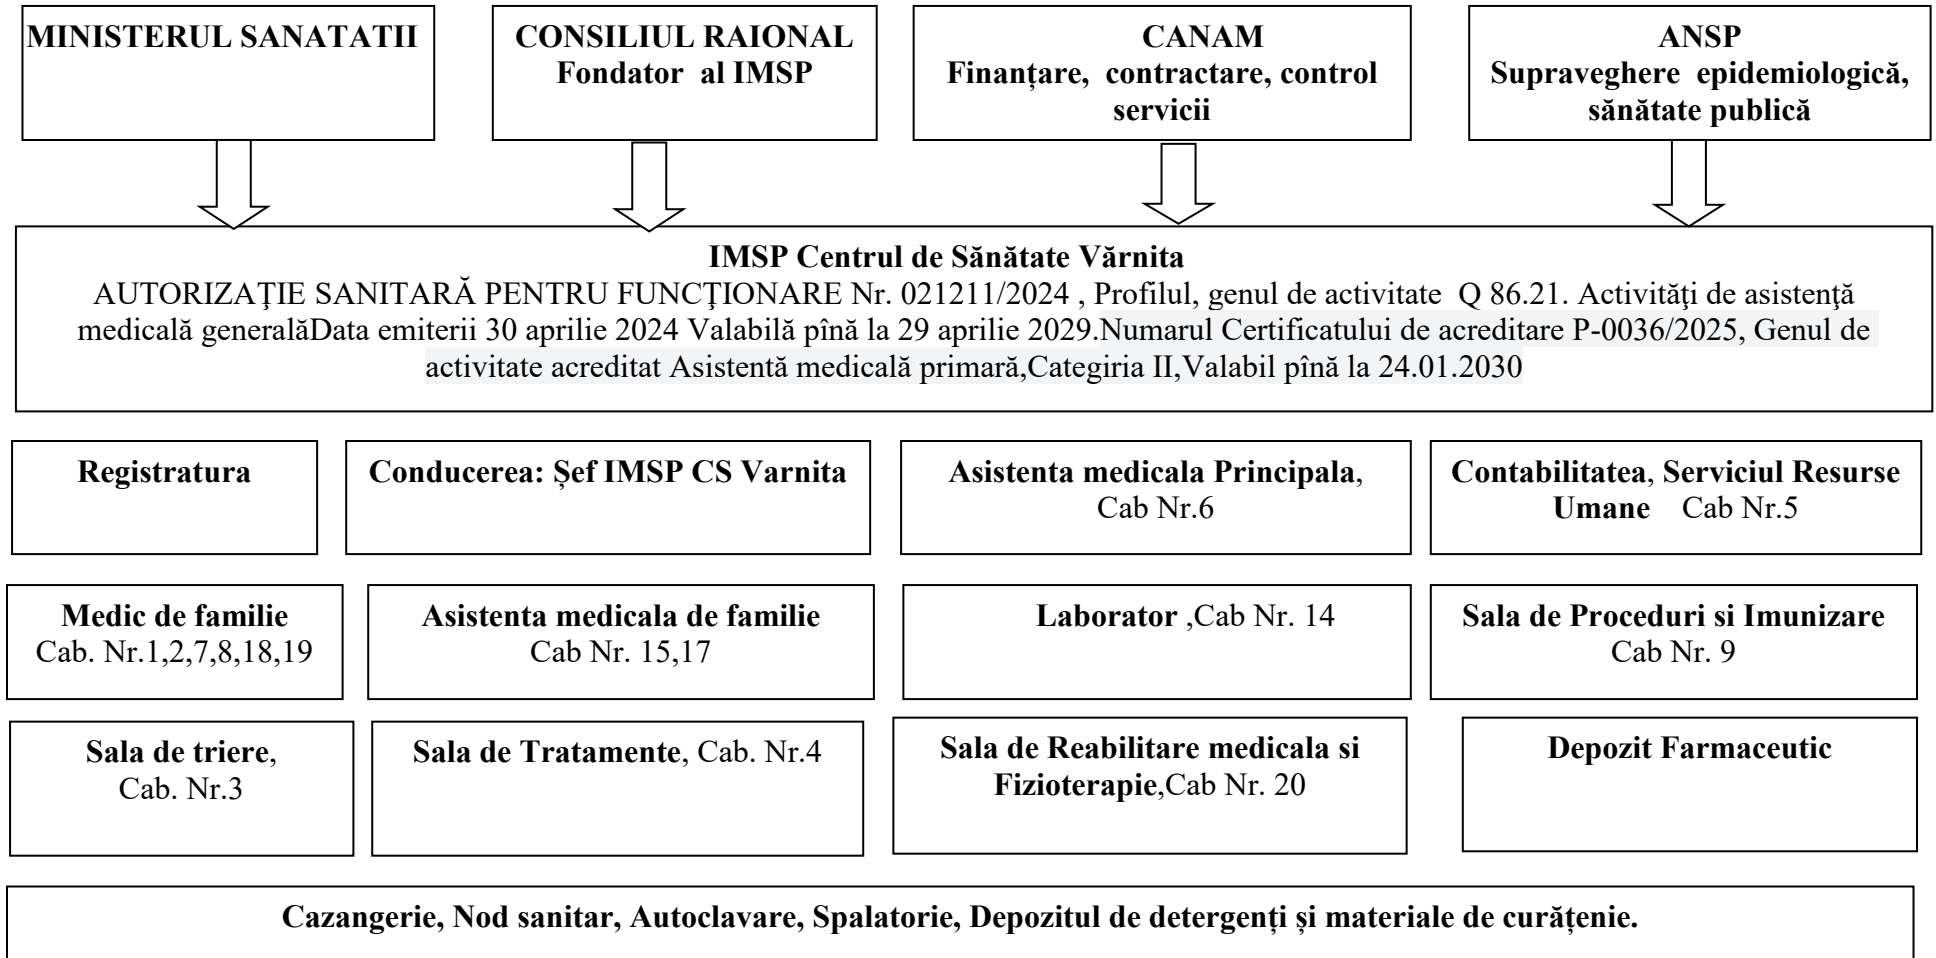 MINISTERUL SANATATII
CONSILIUL RAIONAL
Fondator al IMSP
CANAM
Finanțare, contractare, control
servicii
ANSP
Supraveghere epidemiologică,
sănătate publică
IMSP Centrul de Sănătate Vărnita
AUTORIZAŢIE SANITARĂ PENTRU FUNCŢIONARE Nr. 021211/2024 , Profilul, genul de activitate Q 86.21. Activităţi de asistenţă
medicală generalăData emiterii 30 aprilie 2024 Valabilă pînă la 29 aprilie 2029.Numarul Certificatului de acreditare P-0036/2025, Genul de
activitate acreditat Asistentă medicală primară,Categiria II,Valabil pînă la 24.01.2030
Registratura
Conducerea: Șef IMSP CS Varnita
Asistenta medicala Principala,
Cab Nr.6
Contabilitatea, Serviciul Resurse
Umane Cab Nr.5
Medic de familie
Cab. Nr.1,2,7,8,18,19
Asistenta medicala de familie
Cab Nr. 15,17
Laborator ,Cab Nr. 14
Sala de Proceduri si Imunizare
Cab Nr. 9
Sala de triere,
Cab. Nr.3
Sala de Tratamente, Cab. Nr.4
Sala de Reabilitare medicala si
Fizioterapie,Cab Nr. 20
Depozit Farmaceutic
Cazangerie, Nod sanitar, Autoclavare, Spalatorie, Depozitul de detergenți și materiale de curățenie.